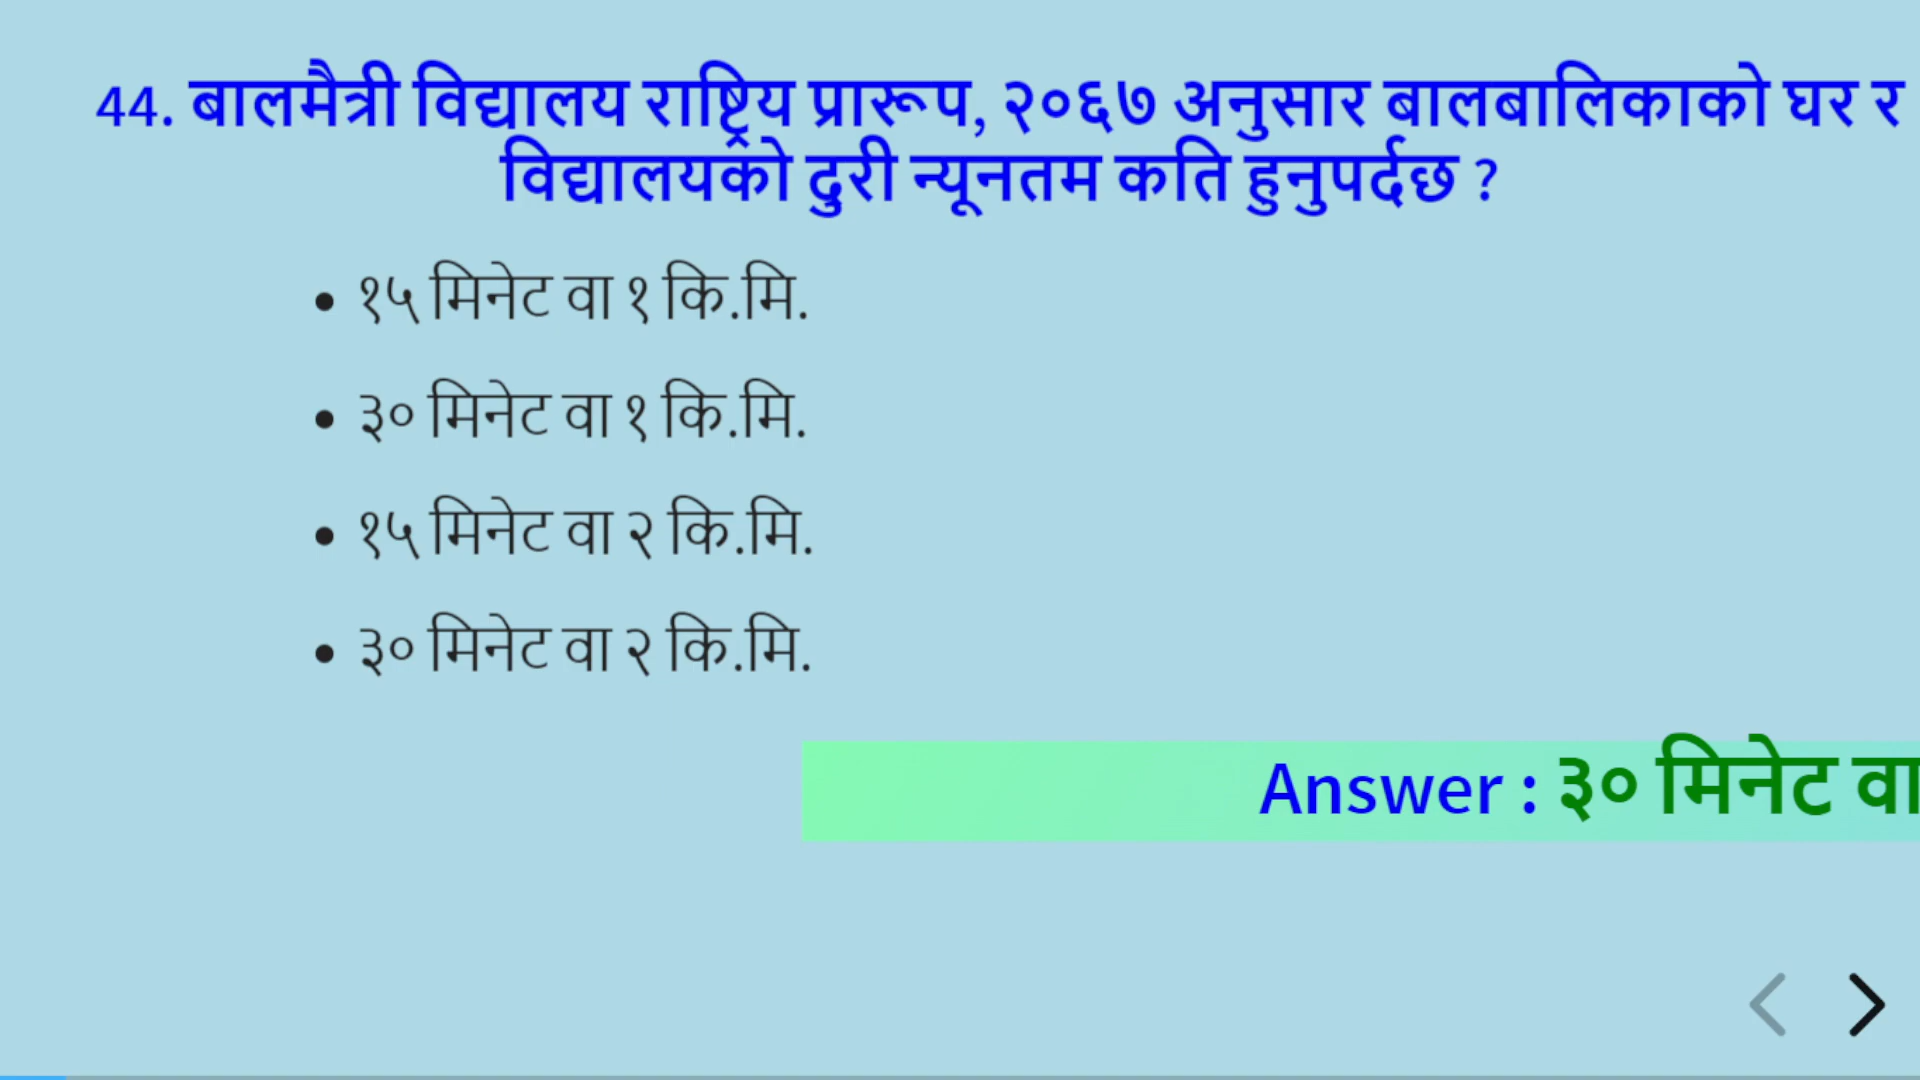 44. बालमैत्री विद्यालय राष्ट्रिय प्रारूप, २०६७ अनुसार बालबालिकाको घर र
विद्यालयको दुरी न्यूनतम कति हुनुपर्दछ ?
• १५ मिनेट वा १ कि.मि.
• ३० मिनेट वा १ कि.मि.
• १५ मिनेट वा २ कि.मि.
• ३० मिनेट वा २ कि.मि.
Answer : ३० मिनेट वा